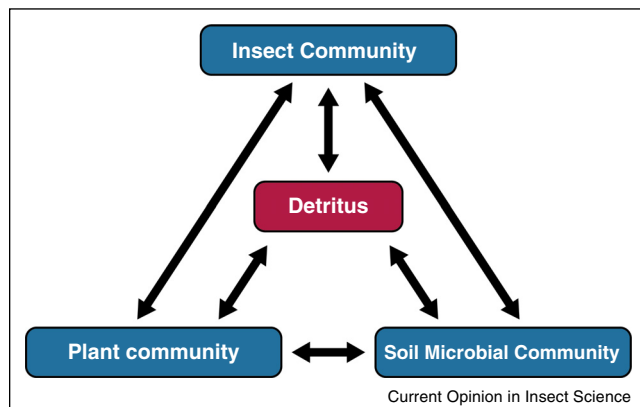 Insect Community
Detritus
Plant community
Soil Microbial Community
Current Opinion in Insect Science